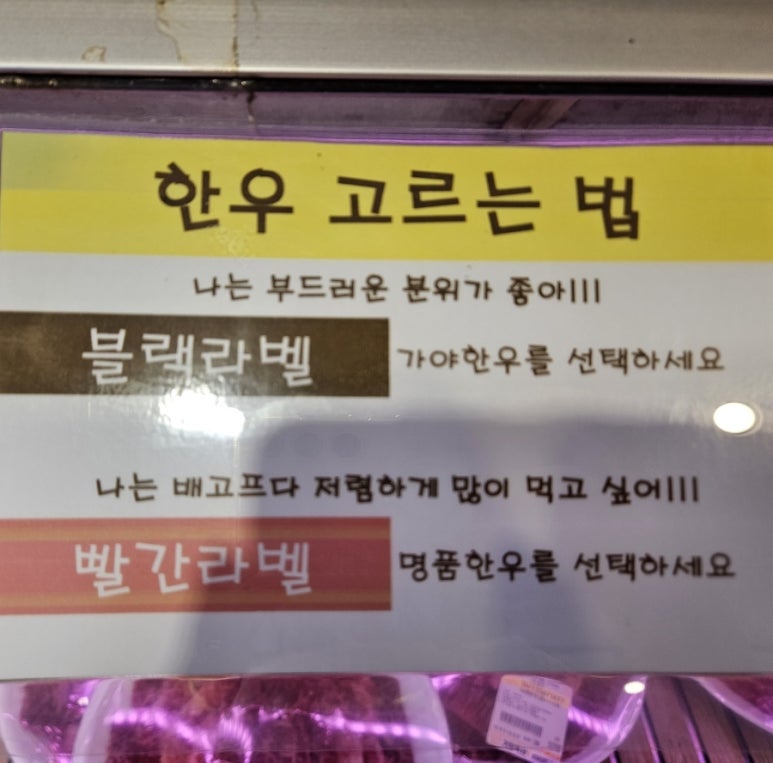 한우 고르는 법
나는 부드러운 분위가 좋아!!!
블랙라벨 가야한우를 선택하세요
나는 배고프다 저렴하게 많이 먹고 싶어!!!
빨간라벨 명품한우를 선택하세요